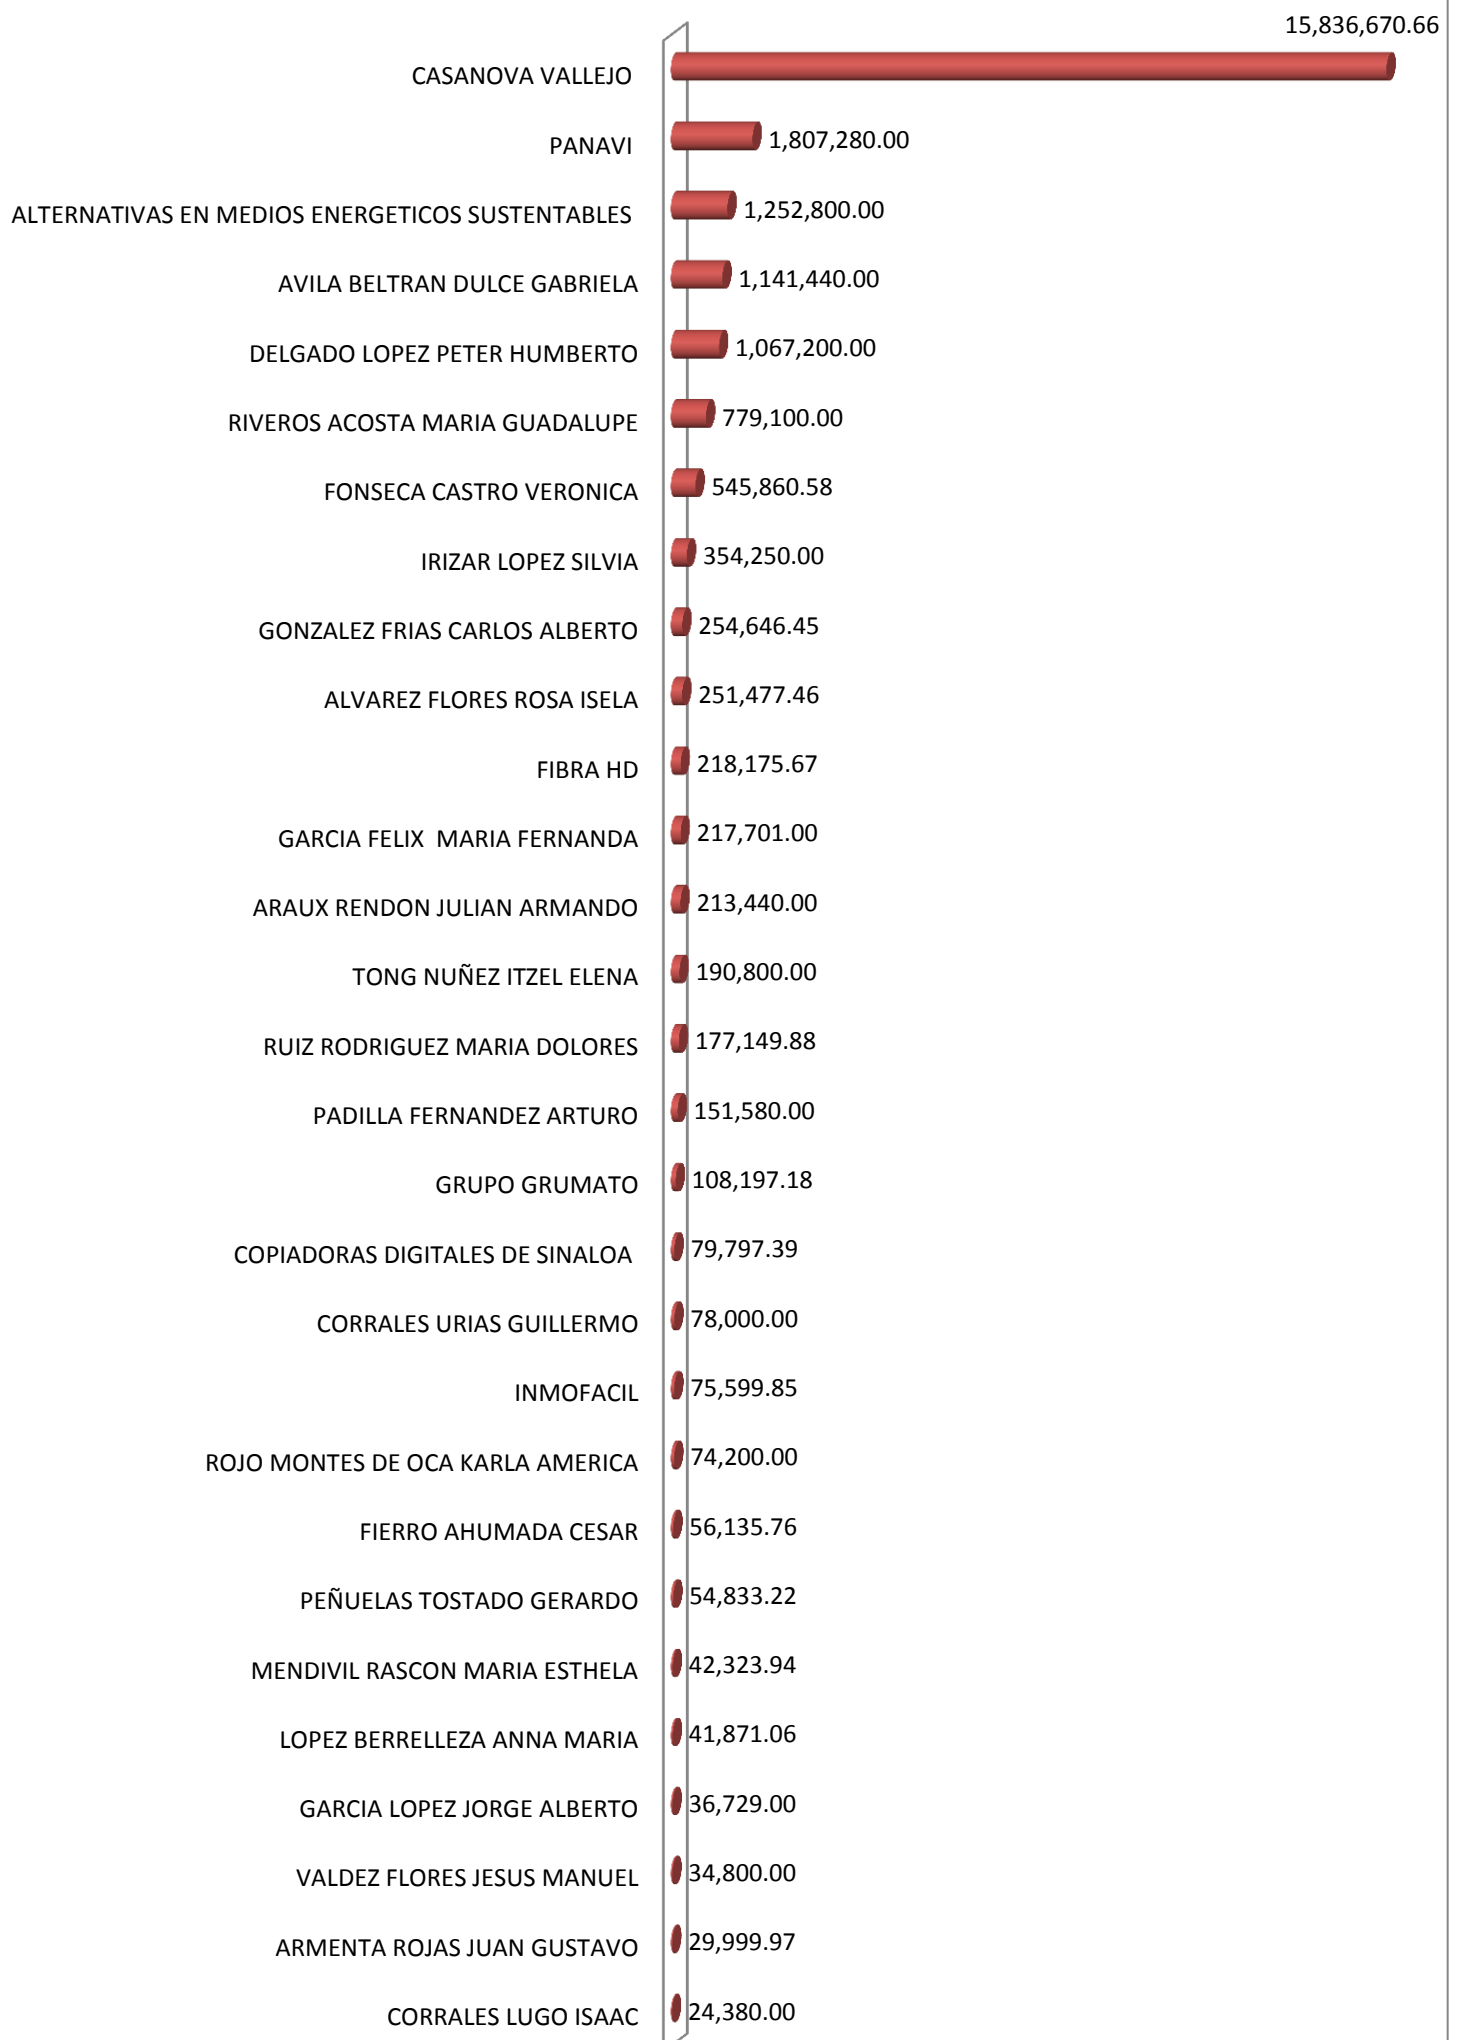 15,836,670.66
CASANOVA VALLEJO
PANAVI 1,807,280.00
ALTERNATIVAS EN MEDIOS ENERGETICOS SUSTENTABLES 1,252,800.00
AVILA BELTRAN DULCE GABRIELA 1,141,440.00
DELGADO LOPEZ PETER HUMBERTO 1,067,200.00
RIVEROS ACOSTA MARIA GUADALUPE 779,100.00
FONSECA CASTRO VERONICA 545,860.58
IRIZAR LOPEZ SILVIA 354,250.00
GONZALEZ FRIAS CARLOS ALBERTO 254,646.45
ALVAREZ FLORES ROSA ISELA 251,477.46
FIBRA HD 218,175.67
GARCIA FELIX  MARIA FERNANDA 217,701.00
ARAUX RENDON JULIAN ARMANDO 213,440.00
TONG NUÑEZ ITZEL ELENA 190,800.00
RUIZ RODRIGUEZ MARIA DOLORES 177,149.88
PADILLA FERNANDEZ ARTURO 151,580.00
GRUPO GRUMATO 108,197.18
COPIADORAS DIGITALES DE SINALOA 79,797.39
CORRALES URIAS GUILLERMO 78,000.00
INMOFACIL 75,599.85
ROJO MONTES DE OCA KARLA AMERICA 74,200.00
FIERRO AHUMADA CESAR 56,135.76
PEÑUELAS TOSTADO GERARDO 54,833.22
MENDIVIL RASCON MARIA ESTHELA 42,323.94
LOPEZ BERRELLEZA ANNA MARIA 41,871.06
GARCIA LOPEZ JORGE ALBERTO 36,729.00
VALDEZ FLORES JESUS MANUEL 34,800.00
ARMENTA ROJAS JUAN GUSTAVO 29,999.97
CORRALES LUGO ISAAC 24,380.00